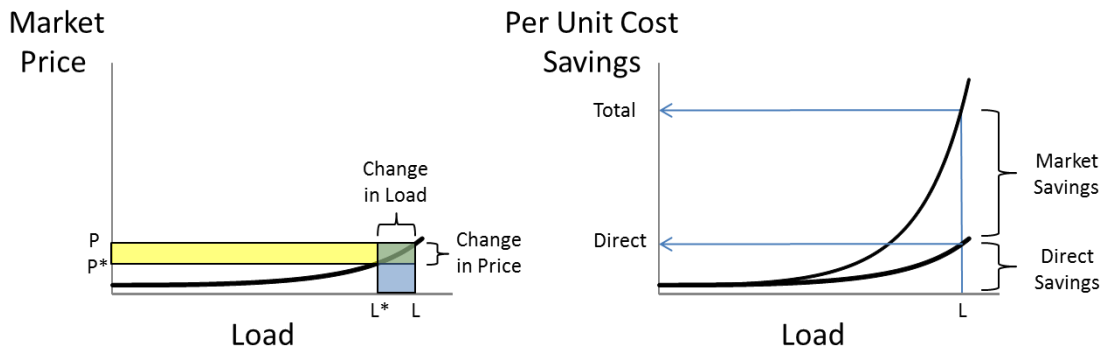 Market
Price
Change
in Load
P
P*
Change
in Price
L*
L
Load
Per Unit Cost
Savings
Total
Direct
Market
Savings
Direct
Savings
L
Load